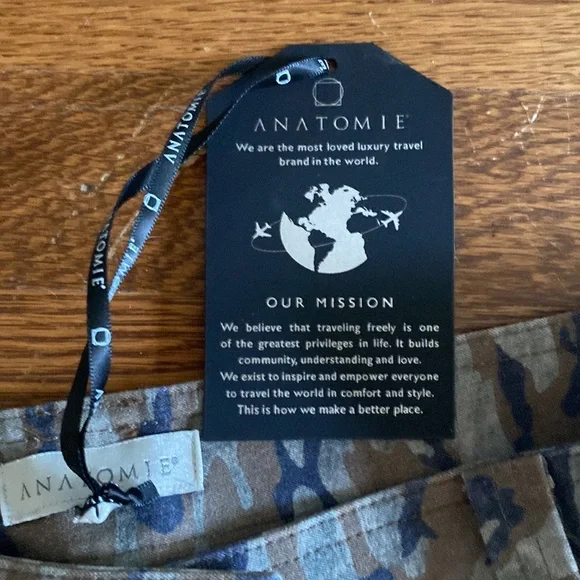 ANATOMIE®
We are the most loved luxury travel
brand in the world.
OUR MISSION
We believe that traveling freely is one
of the greatest privileges in life. It builds
community, understanding and love.
We exist to inspire and empower everyone
to travel the world in comfort and style.
This is how we make a better place.
ANATOMIE
ANATOMIE®